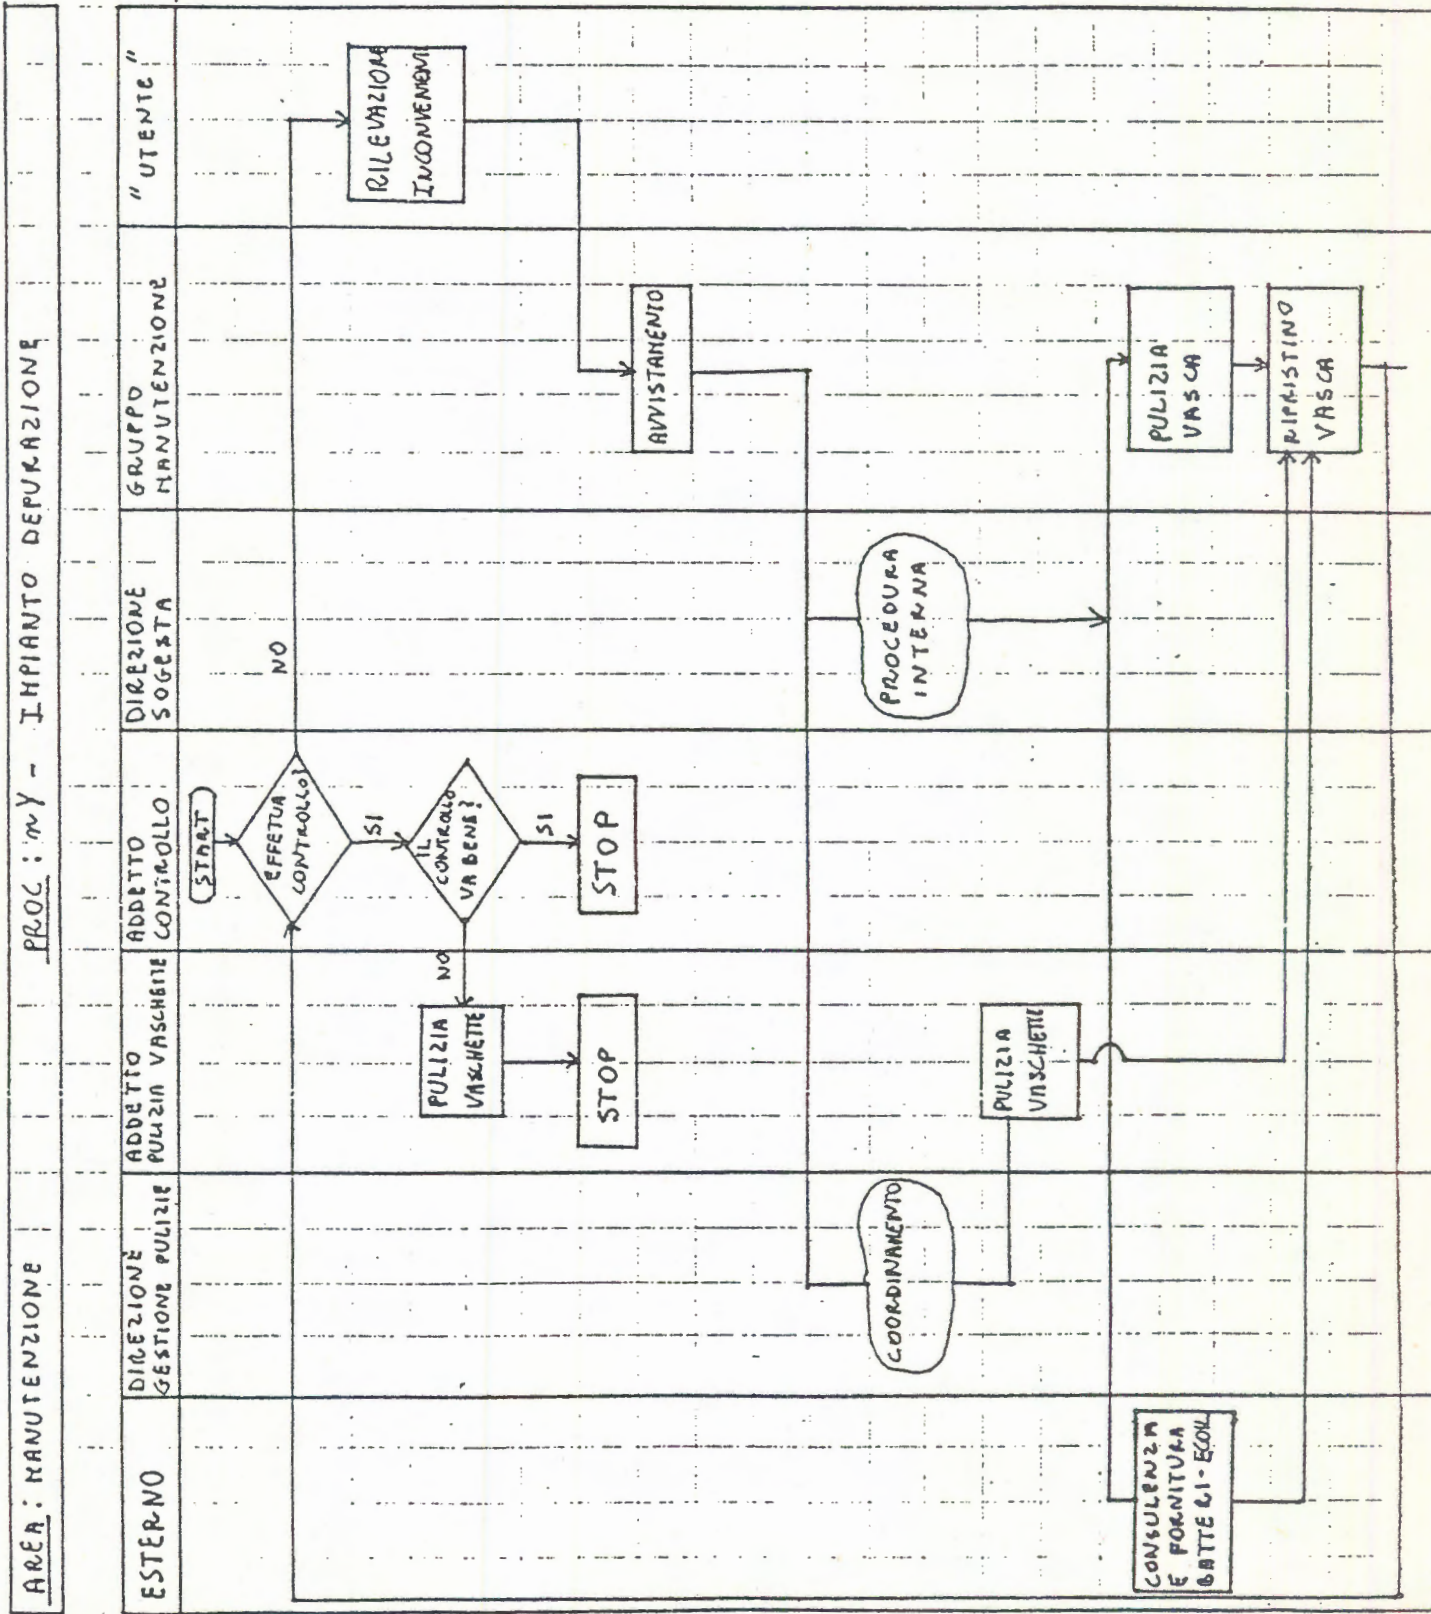 AREA: MANUTENZIONE PROC: nY - IMPIANTO DEPURAZIONE
ESTERNO
DIREZIONE
GESTIONE PULIZIE
ADDETTO
PULIZIA VASCHETTE
ADDETTO
CONTROLLO
DIREZIONE
SOGESTA
GRUPPO
MANUTENZIONE
"UTENTE"
START
EFFETUA
CONTROLLO?
NO
SI
IL
CONTROLLO
VA BENE?
NO
SI
STOP
PULIZIA
VASCHETTE
STOP
RILEVAZIONE
INCONVENIENTI
AVVISTAMENTO
COORDINAMENTO
PROCEDURA
INTERNA
PULIZIA
VASCHETTE
CONSULENZA
E FORNITURA
BATTERI-ECOL
PULIZIA
VASCA
RIPRISTINO
VASCA